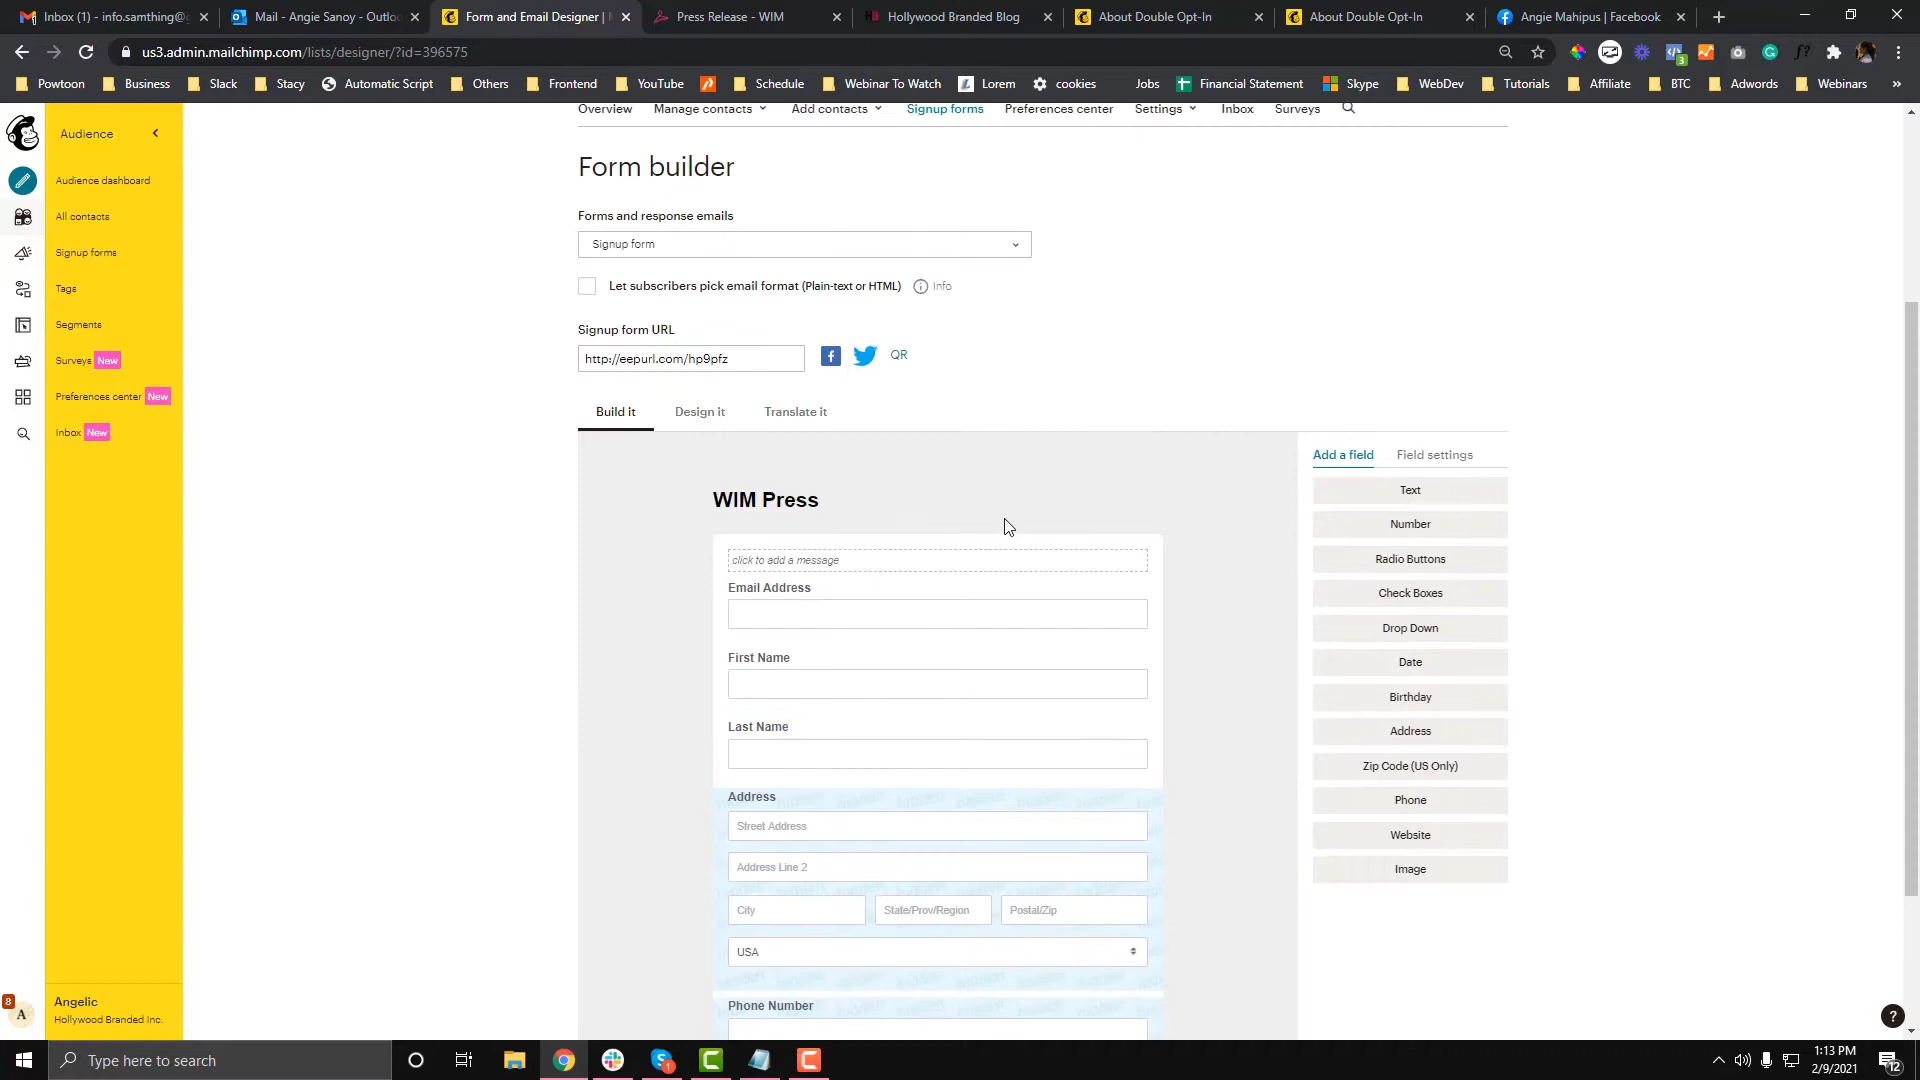 Inbox (1) - info.samthing@g
Mail - Angie Sanoy - Outloo
Form and Email Designer |
Press Release - WIM
Hollywood Branded Blog
About Double Opt-In
About Double Opt-In
Angie Mahipus | Facebook
us3.admin.mailchimp.com/lists/designer/?id=396575
Powtoon Business Slack Stacy Automatic Script Others Frontend YouTube Schedule Webinar To Watch Lorem cookies Jobs Financial Statement Skype WebDev Tutorials Affiliate BTC Adwords Webinars »
Audience
Audience dashboard
All contacts
Signup forms
Tags
Segments
Surveys New
Preferences center New
Inbox New
8
A
Angelic
Hollywood Branded Inc.
Overview Manage contacts Add contacts Signup forms Preferences center Settings Inbox Surveys
Form builder
Forms and response emails
Signup form
Let subscribers pick email format (Plain-text or HTML) Info
Signup form URL
http://eepurl.com/hp9pfz QR
Build it Design it Translate it
WIM Press
click to add a message
Email Address
First Name
Last Name
Address
Street Address
Address Line 2
City State/Prov/Region Postal/Zip
USA
Phone Number
Add a field Field settings
Text
Number
Radio Buttons
Check Boxes
Drop Down
Date
Birthday
Address
Zip Code (US Only)
Phone
Website
Image
?
Type here to search
1
1:13 PM
2/9/2021
12